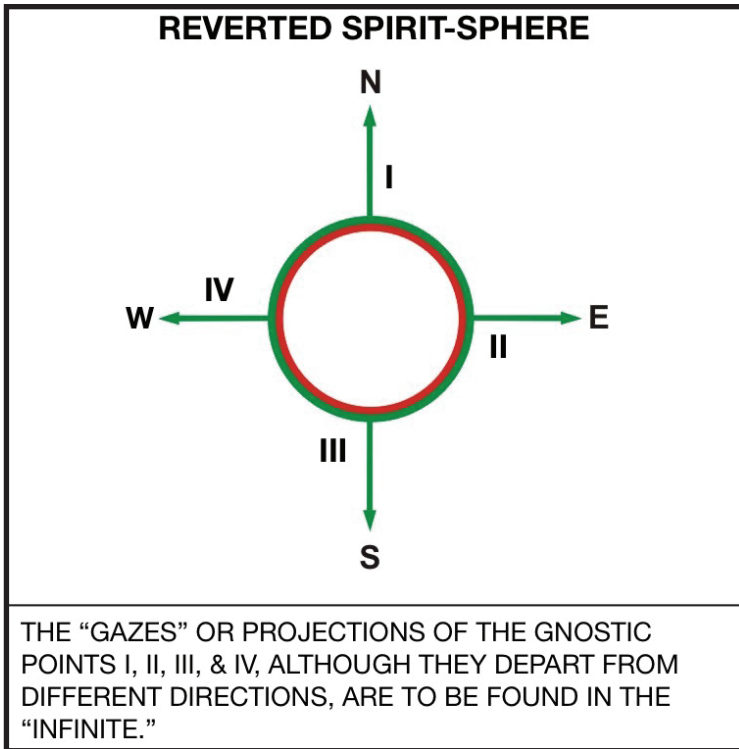 REVERTED SPIRIT-SPHERE
N
I
IV
W
E
II
III
S
THE “GAZES” OR PROJECTIONS OF THE GNOSTIC
POINTS I, II, III, & IV, ALTHOUGH THEY DEPART FROM
DIFFERENT DIRECTIONS, ARE TO BE FOUND IN THE
“INFINITE.”